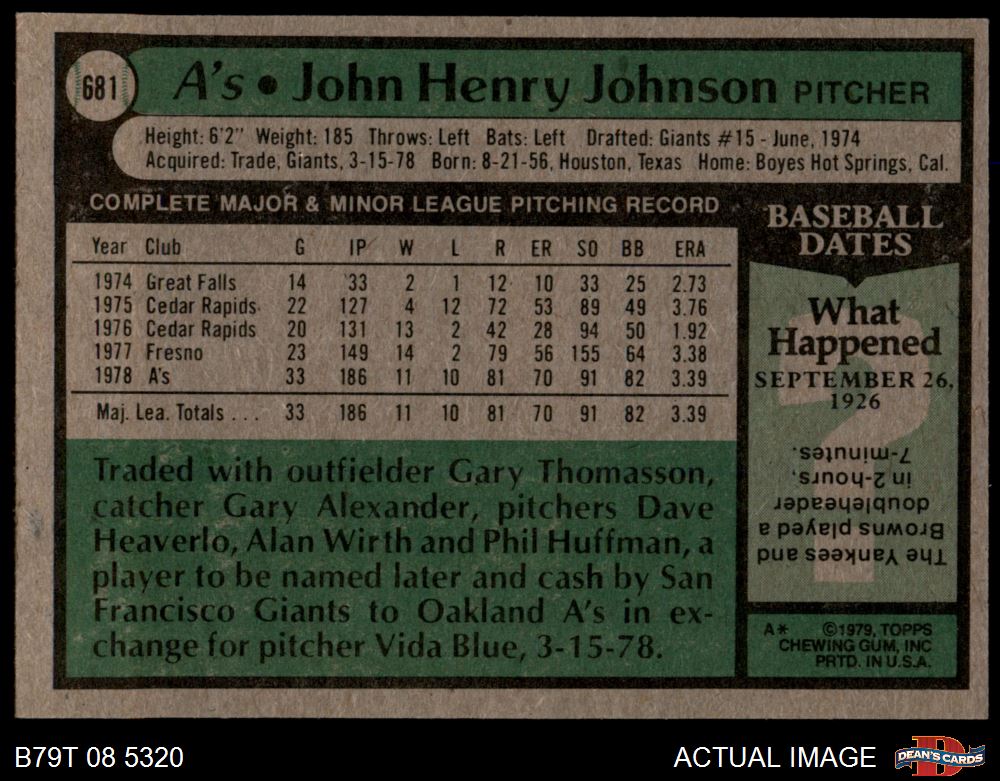 681
A's • John Henry Johnson PITCHER
Height: 6'2" Weight: 185 Throws: Left Bats: Left Drafted: Giants #15 - June, 1974
Acquired: Trade, Giants, 3-15-78 Born: 8-21-56, Houston, Texas Home: Boyes Hot Springs, Cal.
COMPLETE MAJOR & MINOR LEAGUE PITCHING RECORD
Year Club G IP W L R ER SO BB ERA
1974 Great Falls 14 33 2 1 12 10 33 25 2.73
1975 Cedar Rapids 22 127 4 12 72 53 89 49 3.76
1976 Cedar Rapids 20 131 13 2 42 28 94 50 1.92
1977 Fresno 23 149 14 2 79 56 155 64 3.38
1978 A's 33 186 11 10 81 70 91 82 3.39
Maj. Lea. Totals . . . 33 186 11 10 81 70 91 82 3.39
Traded with outfielder Gary Thomasson,
catcher Gary Alexander, pitchers Dave
Heaverlo, Alan Wirth and Phil Huffman, a
player to be named later and cash by San
Francisco Giants to Oakland A's in ex-
change for pitcher Vida Blue, 3-15-78.
BASEBALL
DATES
What
Happened
SEPTEMBER 26,
1926
?
The Yankees and
Browns played a
doubleheader
in 2-hours,
7-minutes.
A* ©1979, TOPPS
CHEWING GUM, INC
PRTD. IN U.S.A.
B79T 08 5320
ACTUAL IMAGE
D
DEAN'S CARDS